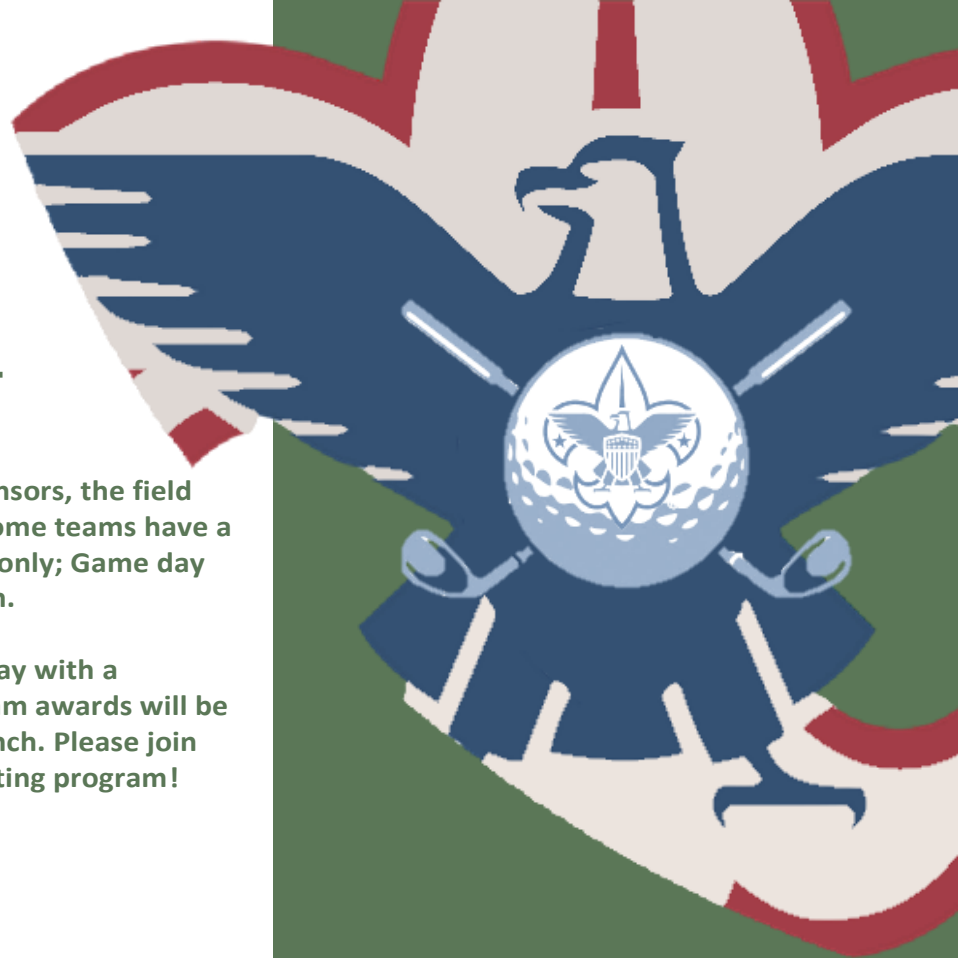 nsors, the field
ome teams have a
only; Game day
n.
ay with a
m awards will be
nch. Please join
ting program!